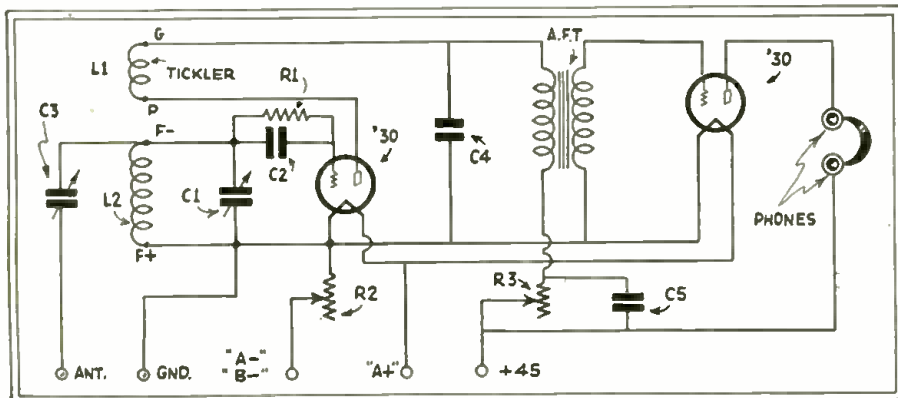 G
A.F.T.
L1
TICKLER
R1
'30
C3
P
F-
'30
C2
C4
L2
C1
PHONES
F+
R2
R3
C5
ANT.
GND.
"A-"
"B-"
"A+"
+45